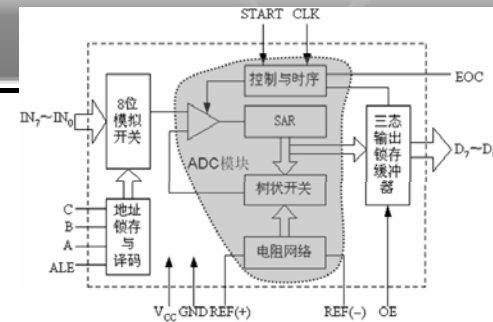 START CLK
控制与时序
EOC
IN₇~IN₀
8位
模拟
开关
SAR
三态
输出
锁存
缓冲
器
ADC模块
树状开关
C
B
A
ALE
地址
锁存
与
译码
电阻网络
V_CC GND REF(+) REF(−) OE